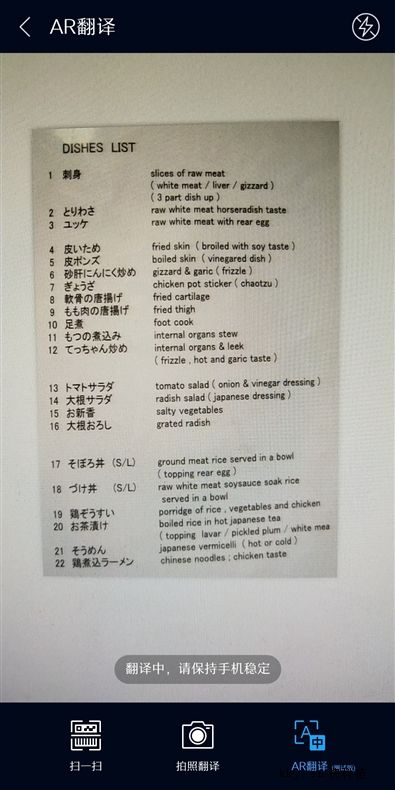 AR翻译
DISHES LIST
1 刺身 slices of raw meat
( white meat / liver / gizzard )
( 3 part dish up )
2 とりわさ raw white meat horseradish taste
3 ユッケ raw white meat with rear egg
4 皮いため fried skin ( broiled with soy taste )
5 皮ポンズ boiled skin ( vinegared dish )
6 砂肝にんにく炒め gizzard & garic ( frizzle )
7 ぎょうざ chicken pot sticker ( chaotzu )
8 軟骨の唐揚げ fried cartilage
9 もも肉の唐揚げ fried thigh
10 足煮 foot cook
11 もつの煮込み internal organs stew
12 てっちゃん炒め internal organs & leek
( frizzle , hot and garic taste )
13 トマトサラダ tomato salad ( onion & vinegar dressing )
14 大根サラダ radish salad ( japanese dressing )
15 お新香 salty vegetables
16 大根おろし grated radish
17 そぼろ丼 (S/L) ground meat rice served in a bowl
( topping rear egg )
18 づけ丼 (S/L) raw white meat soysauce soak rice
served in a bowl
19 鶏ぞうすい porridge of rice , vegetables and chicken
20 お茶漬け boiled rice in hot japanese tea
( topping lavar / pickled plum / white mea
21 そうめん japanese vermicelli ( hot or cold )
22 鶏煮込ラーメン chinese noodles ; chicken taste
翻译中，请保持手机稳定
扫一扫 拍照翻译 AR翻译 (测试版)